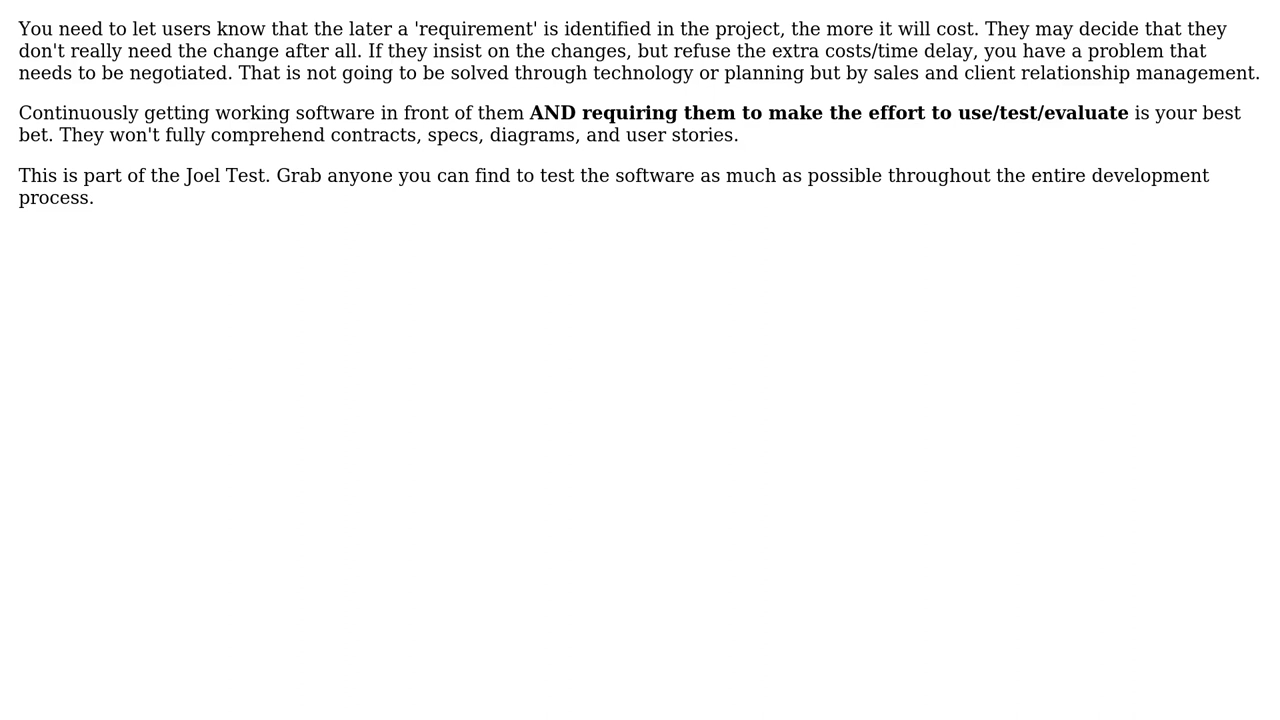 You need to let users know that the later a 'requirement' is identified in the project, the more it will cost. They may decide that they
don't really need the change after all. If they insist on the changes, but refuse the extra costs/time delay, you have a problem that
needs to be negotiated. That is not going to be solved through technology or planning but by sales and client relationship management.
Continuously getting working software in front of them AND requiring them to make the effort to use/test/evaluate is your best
bet. They won't fully comprehend contracts, specs, diagrams, and user stories.
This is part of the Joel Test. Grab anyone you can find to test the software as much as possible throughout the entire development
process.